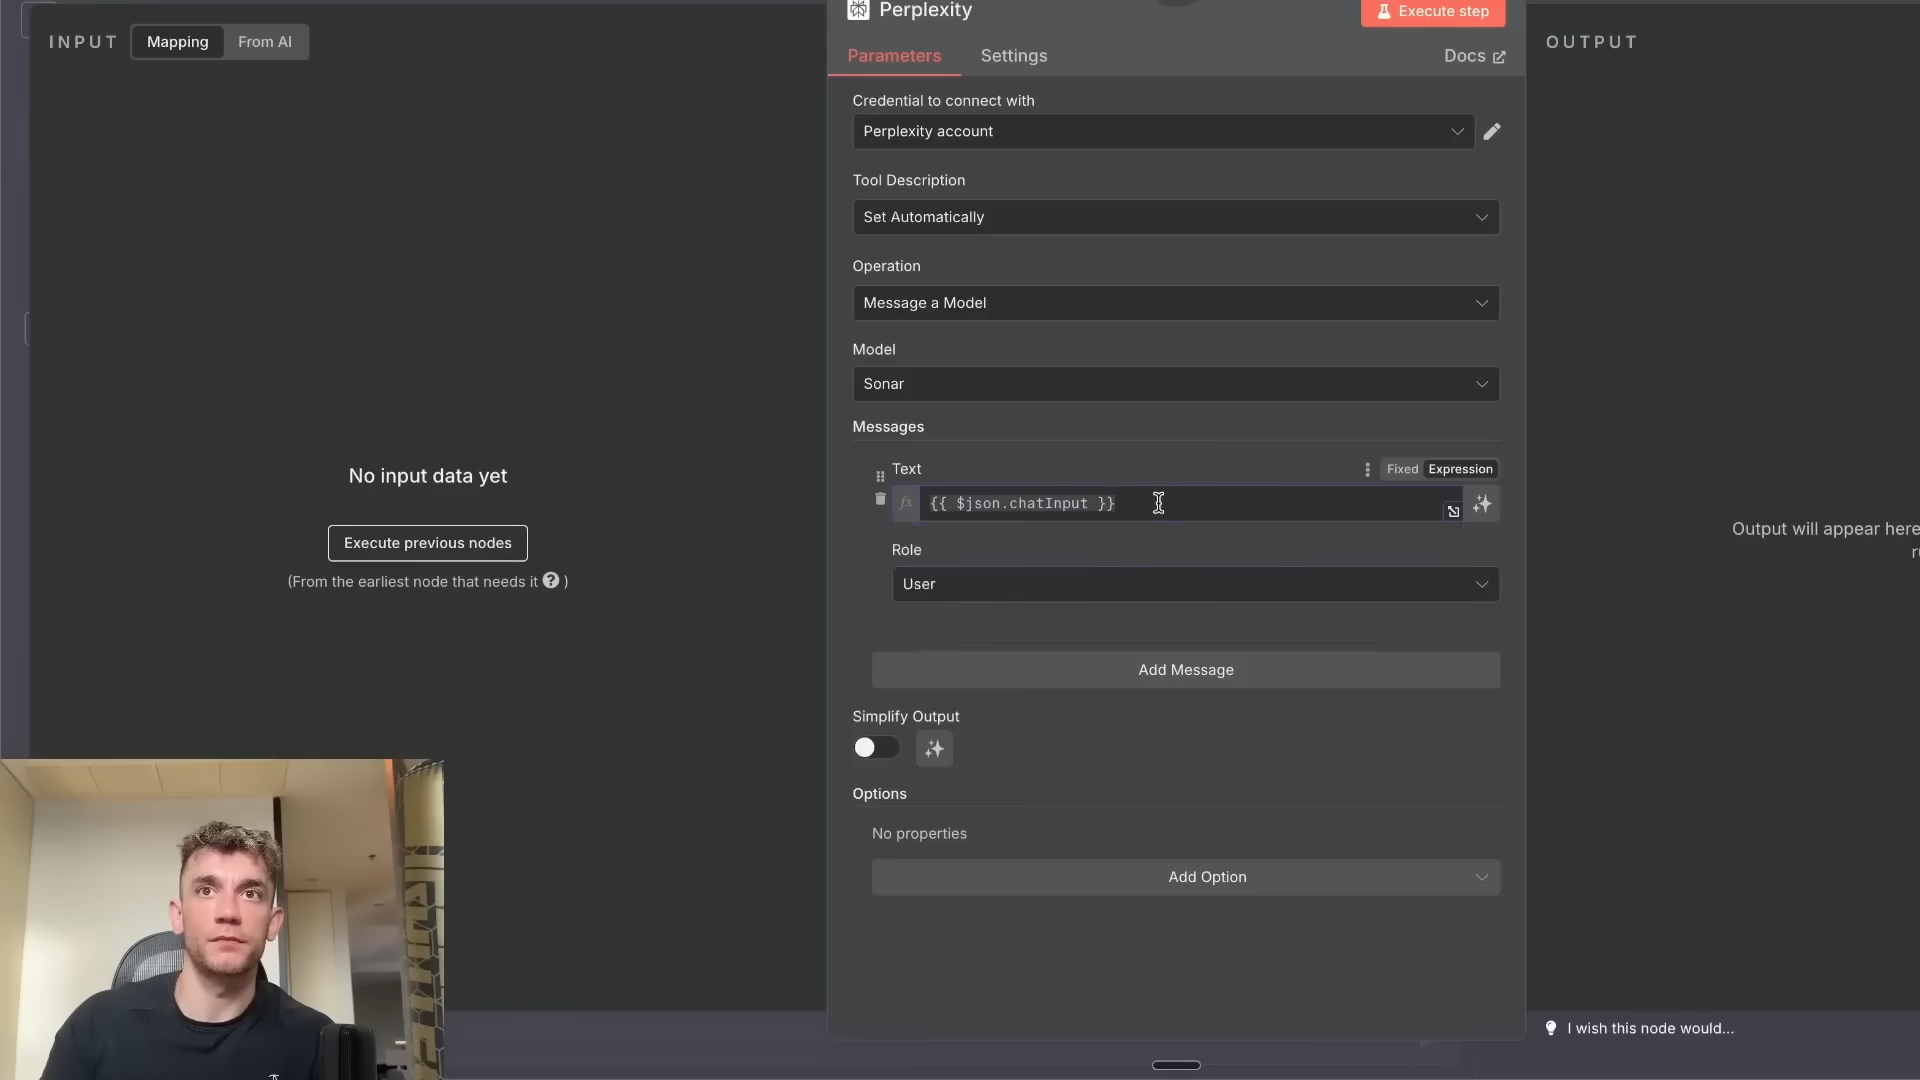 INPUT
Mapping
From AI
Perplexity
Execute step
Parameters
Settings
Docs
OUTPUT
Credential to connect with
Perplexity account
Tool Description
Set Automatically
Operation
Message a Model
Model
Sonar
Messages
Text
Fixed
Expression
fx
{{ $json.chatInput }}
Role
User
Add Message
Simplify Output
Options
No properties
Add Option
No input data yet
Execute previous nodes
(From the earliest node that needs it ? )
Output will appear here
I wish this node would...